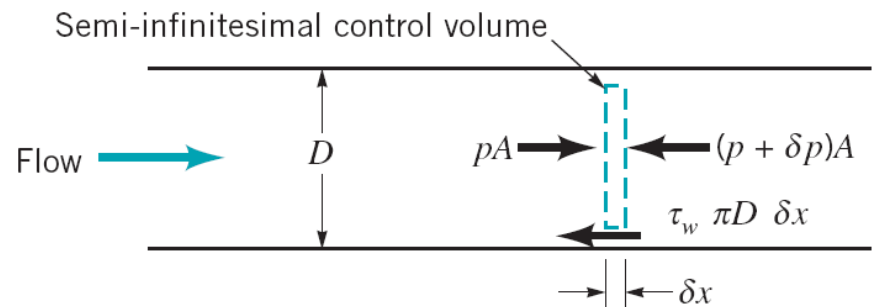 Semi-infinitesimal control volume
Flow
D
pA
(p + δp)A
τw πD δx
δx